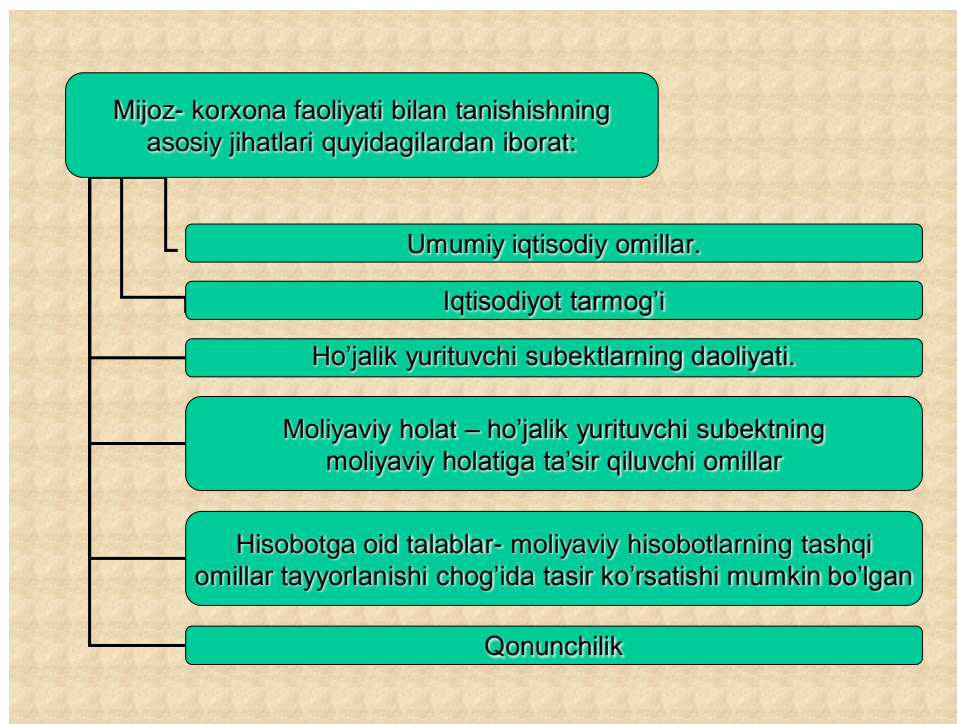 Mijoz- korxona faoliyati bilan tanishishning
asosiy jihatlari quyidagilardan iborat:
Umumiy iqtisodiy omillar.
Iqtisodiyot tarmog’i
Ho’jalik yurituvchi subektlarning daoliyati.
Moliyaviy holat – ho’jalik yurituvchi subektning
moliyaviy holatiga ta’sir qiluvchi omillar
Hisobotga oid talablar- moliyaviy hisobotlarning tashqi
omillar tayyorlanishi chog’ida tasir ko’rsatishi mumkin bo’lgan
Qonunchilik